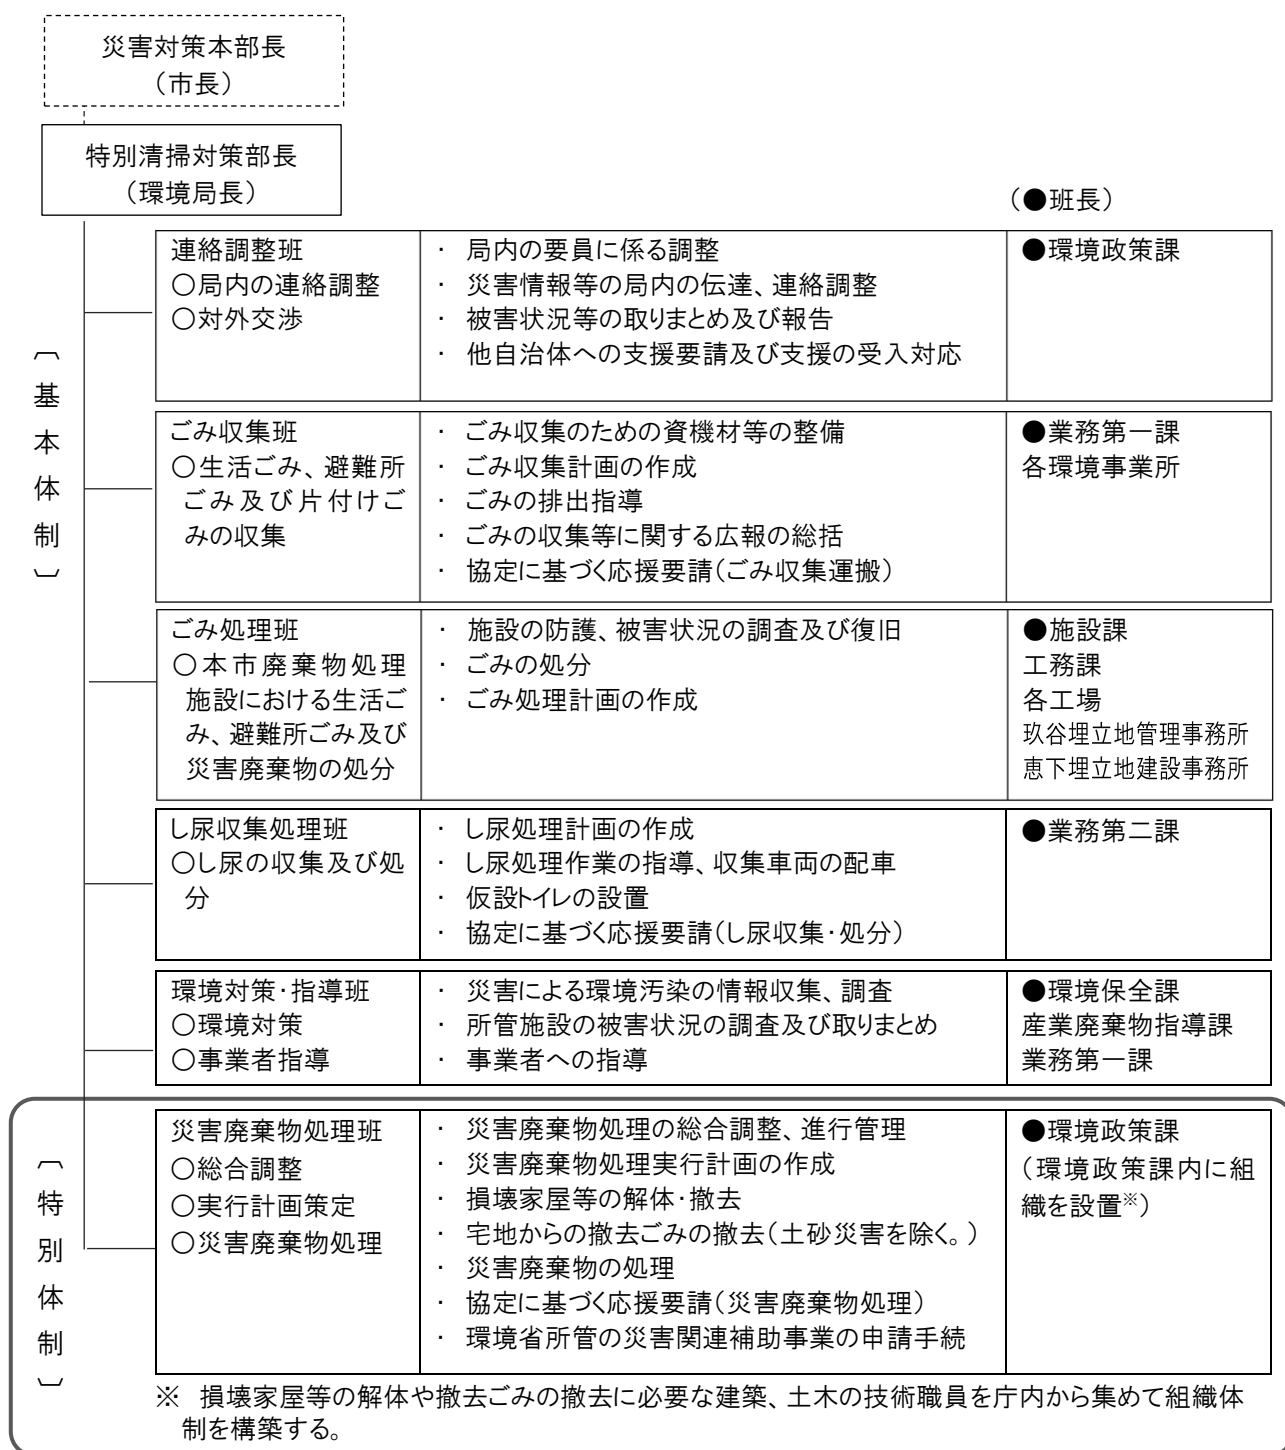 災害対策本部長
（市長）
特別清掃対策部長
（環境局長）
（●班長）
〔基本体制〕
連絡調整班
○局内の連絡調整
○対外交渉
・ 局内の要員に係る調整
・ 災害情報等の局内の伝達、連絡調整
・ 被害状況等の取りまとめ及び報告
・ 他自治体への支援要請及び支援の受入対応
●環境政策課
ごみ収集班
○生活ごみ、避難所
ごみ及び片付けご
みの収集
・ ごみ収集のための資機材等の整備
・ ごみ収集計画の作成
・ ごみの排出指導
・ ごみの収集等に関する広報の総括
・ 協定に基づく応援要請（ごみ収集運搬）
●業務第一課
各環境事業所
ごみ処理班
○本市廃棄物処理
施設における生活ご
み、避難所ごみ及び
災害廃棄物の処分
・ 施設の防護、被害状況の調査及び復旧
・ ごみの処分
・ ごみ処理計画の作成
●施設課
工務課
各工場
玖谷埋立地管理事務所
恵下埋立地建設事務所
し尿収集処理班
○し尿の収集及び処
分
・ し尿処理計画の作成
・ し尿処理作業の指導、収集車両の配車
・ 仮設トイレの設置
・ 協定に基づく応援要請（し尿収集・処分）
●業務第二課
環境対策・指導班
○環境対策
○事業者指導
・ 災害による環境汚染の情報収集、調査
・ 所管施設の被害状況の調査及び取りまとめ
・ 事業者への指導
●環境保全課
産業廃棄物指導課
業務第一課
〔特別体制〕
災害廃棄物処理班
○総合調整
○実行計画策定
○災害廃棄物処理
・ 災害廃棄物処理の総合調整、進行管理
・ 災害廃棄物処理実行計画の作成
・ 損壊家屋等の解体・撤去
・ 宅地からの撤去ごみの撤去（土砂災害を除く。）
・ 災害廃棄物の処理
・ 協定に基づく応援要請（災害廃棄物処理）
・ 環境省所管の災害関連補助事業の申請手続
●環境政策課
（環境政策課内に組
織を設置※）
※ 損壊家屋等の解体や撤去ごみの撤去に必要な建築、土木の技術職員を庁内から集めて組織体
制を構築する。